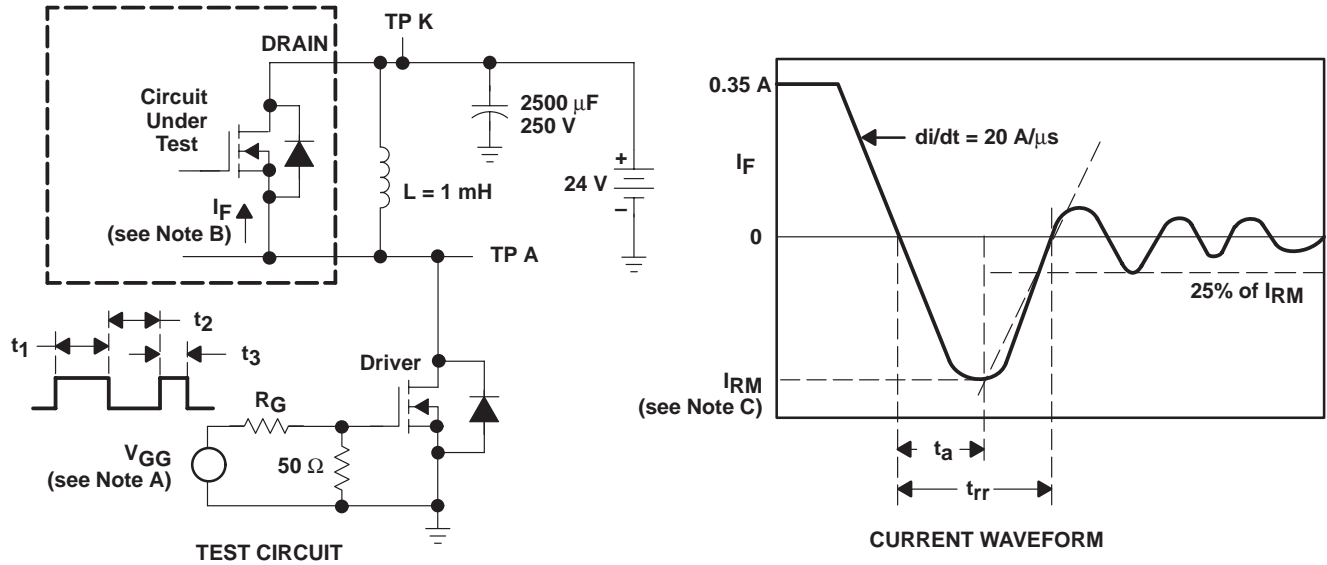 TP K
DRAIN
Circuit
Under
Test
2500 μF
250 V
L = 1 mH
+
24 V
–
IF
(see Note B)
TP A
t1
t2
t3
Driver
RG
VGG
(see Note A)
50 Ω
TEST CIRCUIT
0.35 A
di/dt = 20 A/μs
IF
0
25% of IRM
IRM
(see Note C)
ta
trr
CURRENT WAVEFORM